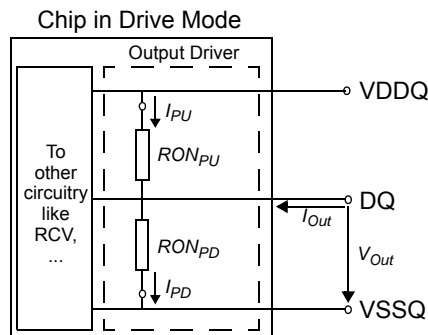 Chip in Drive Mode
Output Driver
VDDQ
I_PU
To
other
circuitry
like
RCV,
...
RON_PU
DQ
I_Out
RON_PD
V_Out
I_PD
VSSQ